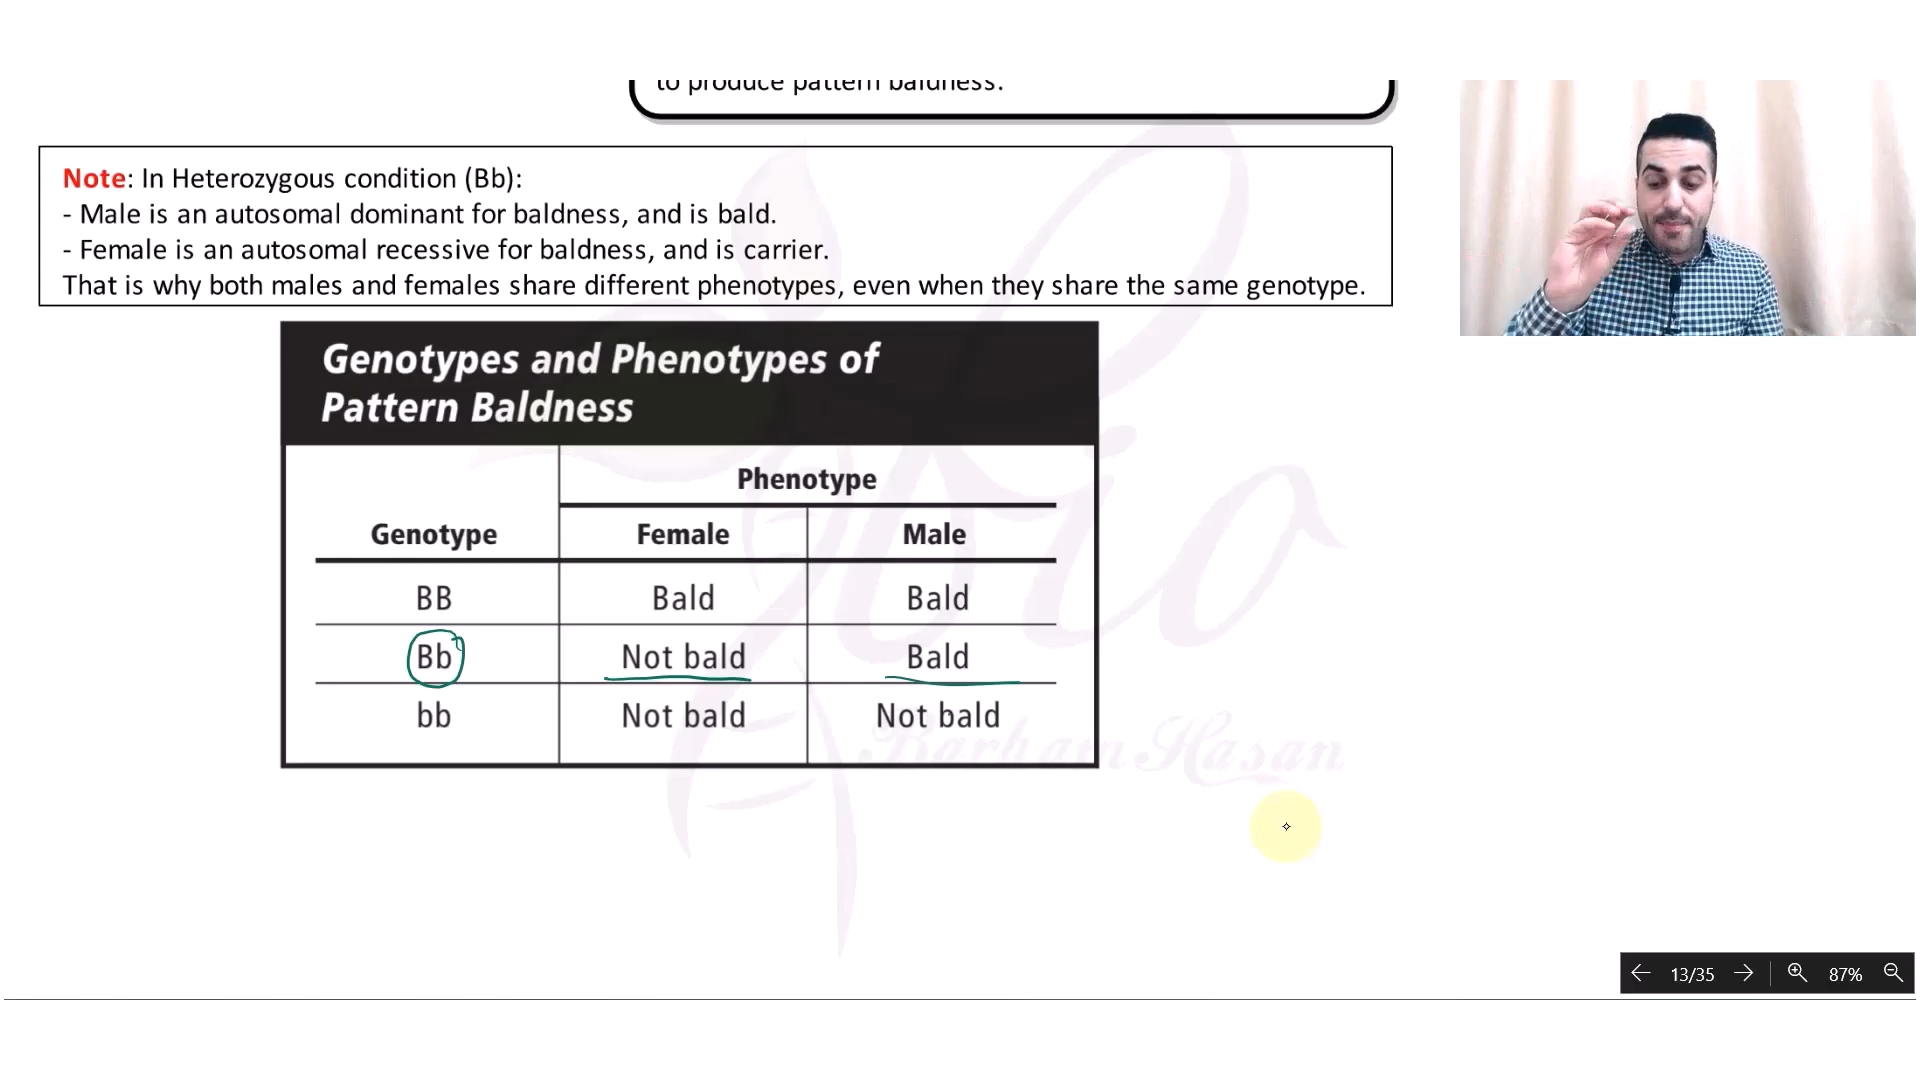 to produce pattern baldness.
Note: In Heterozygous condition (Bb):
- Male is an autosomal dominant for baldness, and is bald.
- Female is an autosomal recessive for baldness, and is carrier.
That is why both males and females share different phenotypes, even when they share the same genotype.
Genotypes and Phenotypes of
Pattern Baldness
Phenotype
Genotype Female Male
BB Bald Bald
Bb Not bald Bald
bb Not bald Not bald
Bio
Barham Hasan
13/35 87%